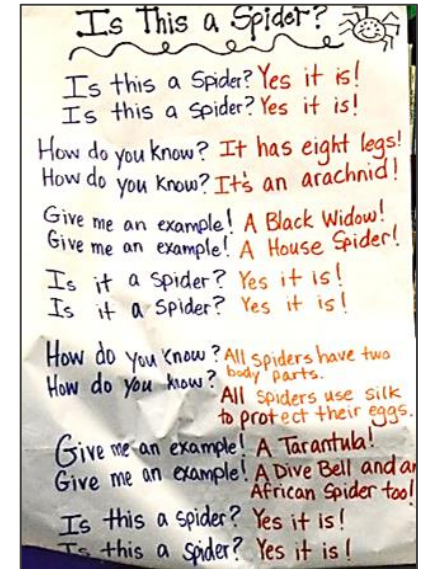 Is This a Spider?
Is this a Spider? Yes it is!
Is this a spider? Yes it is!
How do you know? It has eight legs!
How do you know? It's an arachnid!
Give me an example! A Black Widow!
Give me an example! A House Spider!
Is it a spider? Yes it is!
Is it a spider? Yes it is!
How do you know? All spiders have two
body parts.
How do you know?
All spiders use silk
to protect their eggs.
Give me an example! A Tarantula!
Give me an example! A Dive Bell and an
African Spider too!
Is this a spider? Yes it is!
Is this a spider? Yes it is!